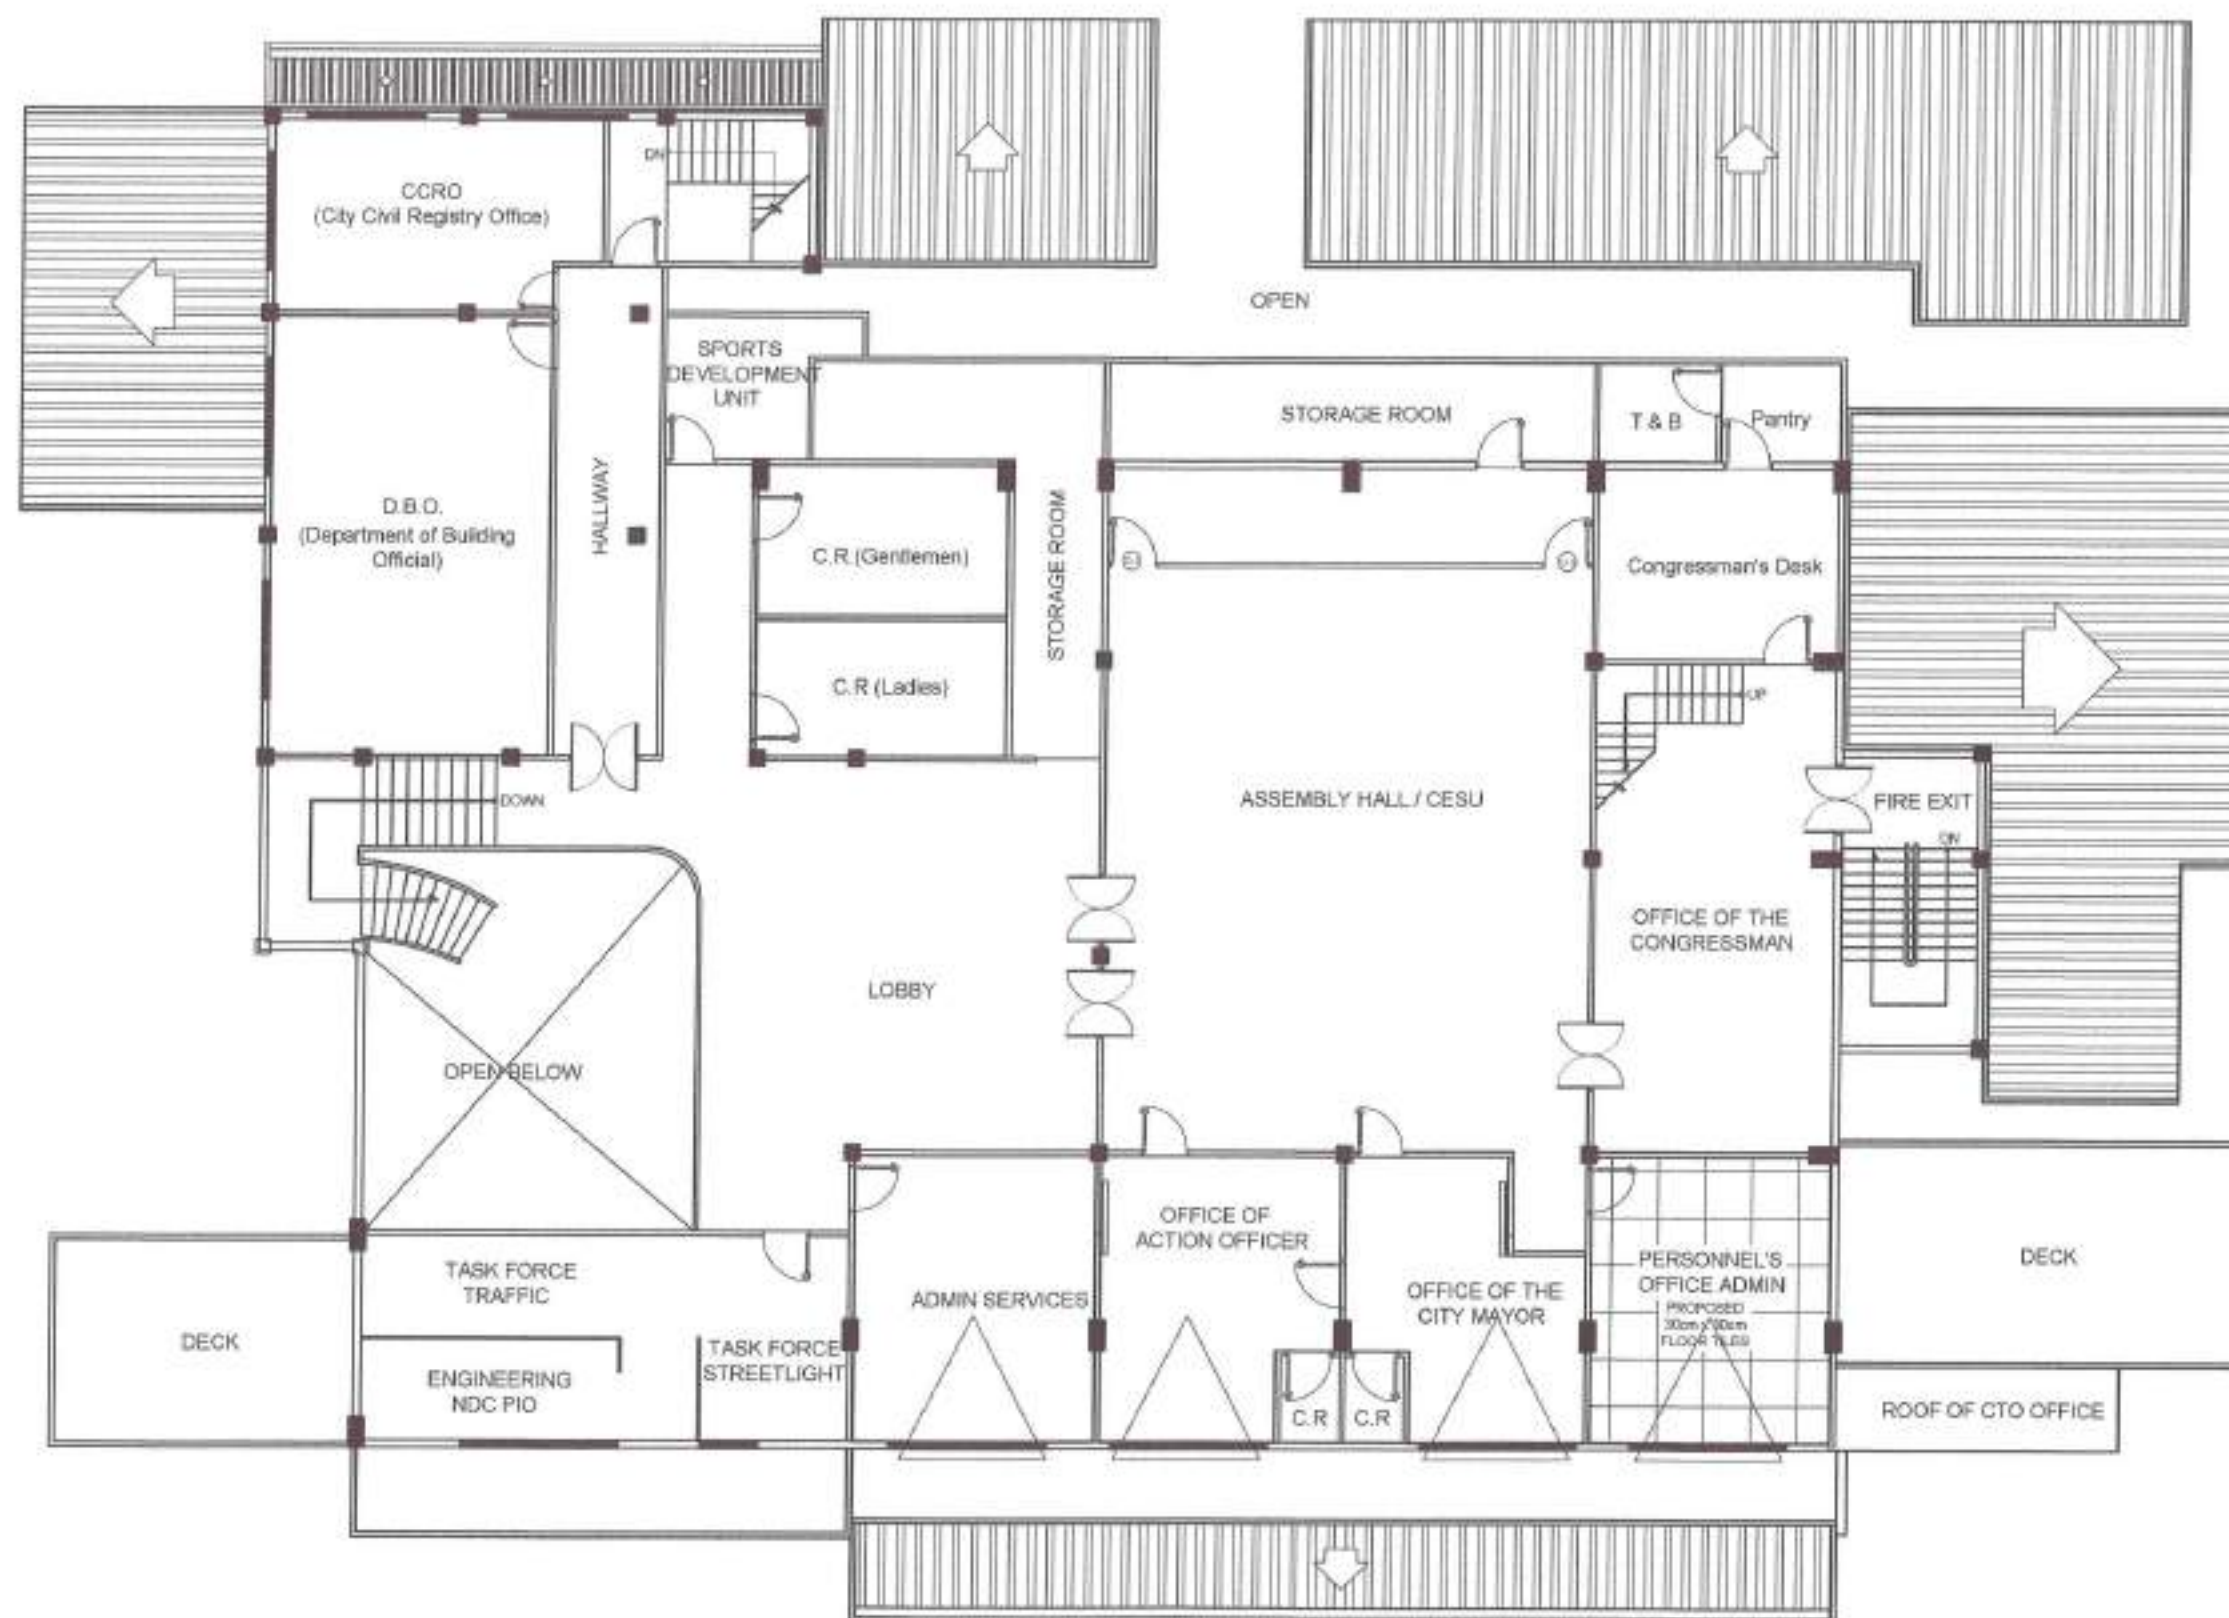 DN
CCRO
(City Civil Registry Office)
OPEN
SPORTS
DEVELOPMENT
UNIT
STORAGE ROOM
T & B
Pantry
HALLWAY
D.B.O.
(Department of Building
Official)
C.R.(Gentlemen)
STORAGE ROOM
Congressman's Desk
C.R (Ladies)
UP
DOWN
ASSEMBLY HALL / CESU
FIRE EXIT
DN
OFFICE OF THE
CONGRESSMAN
LOBBY
OPEN BELOW
TASK FORCE
TRAFFIC
OFFICE OF
ACTION OFFICER
ADMIN SERVICES
OFFICE OF THE
CITY MAYOR
PERSONNEL'S
OFFICE ADMIN
PROPOSED
FLOOR TILES
DECK
DECK
TASK FORCE
STREETLIGHT
ENGINEERING
NDC PIO
C.R
C.R
ROOF OF CTO OFFICE